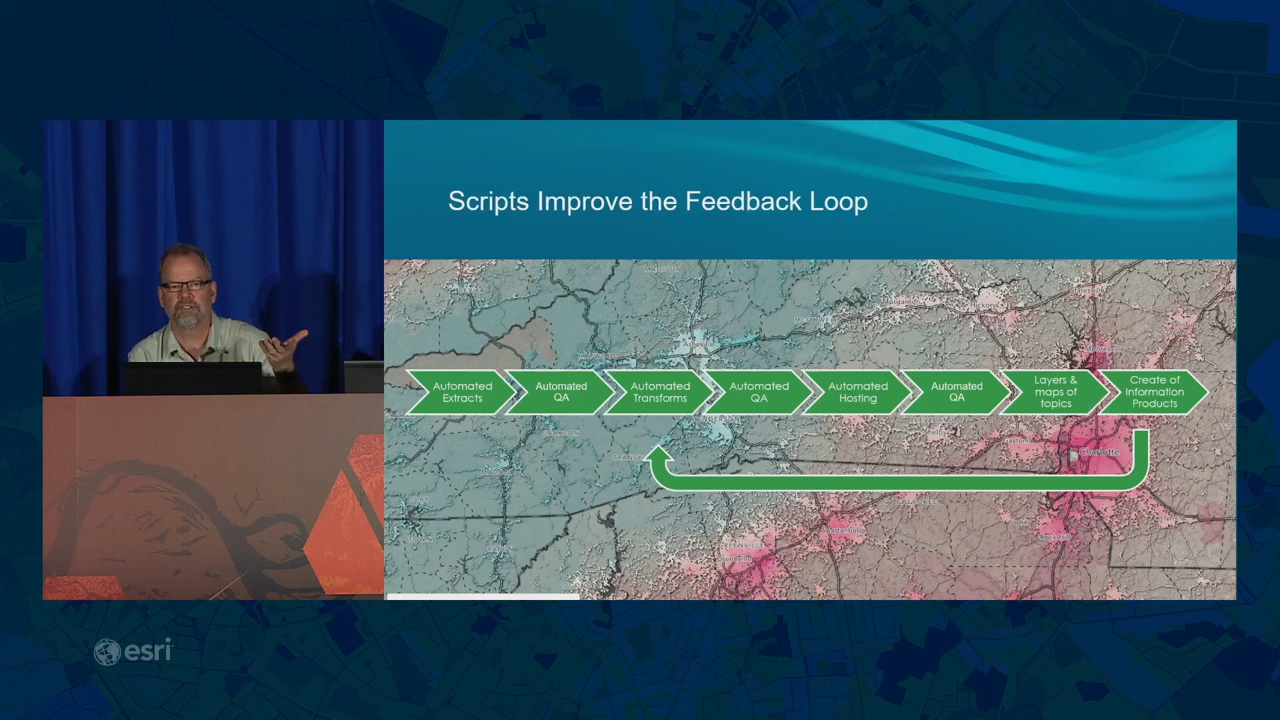 Scripts Improve the Feedback Loop
Automated
Extracts
Automated
QA
Automated
Transforms
Automated
QA
Automated
Hosting
Automated
QA
Layers &
maps of
topics
Create of
Information
Products
Charlotte
esri